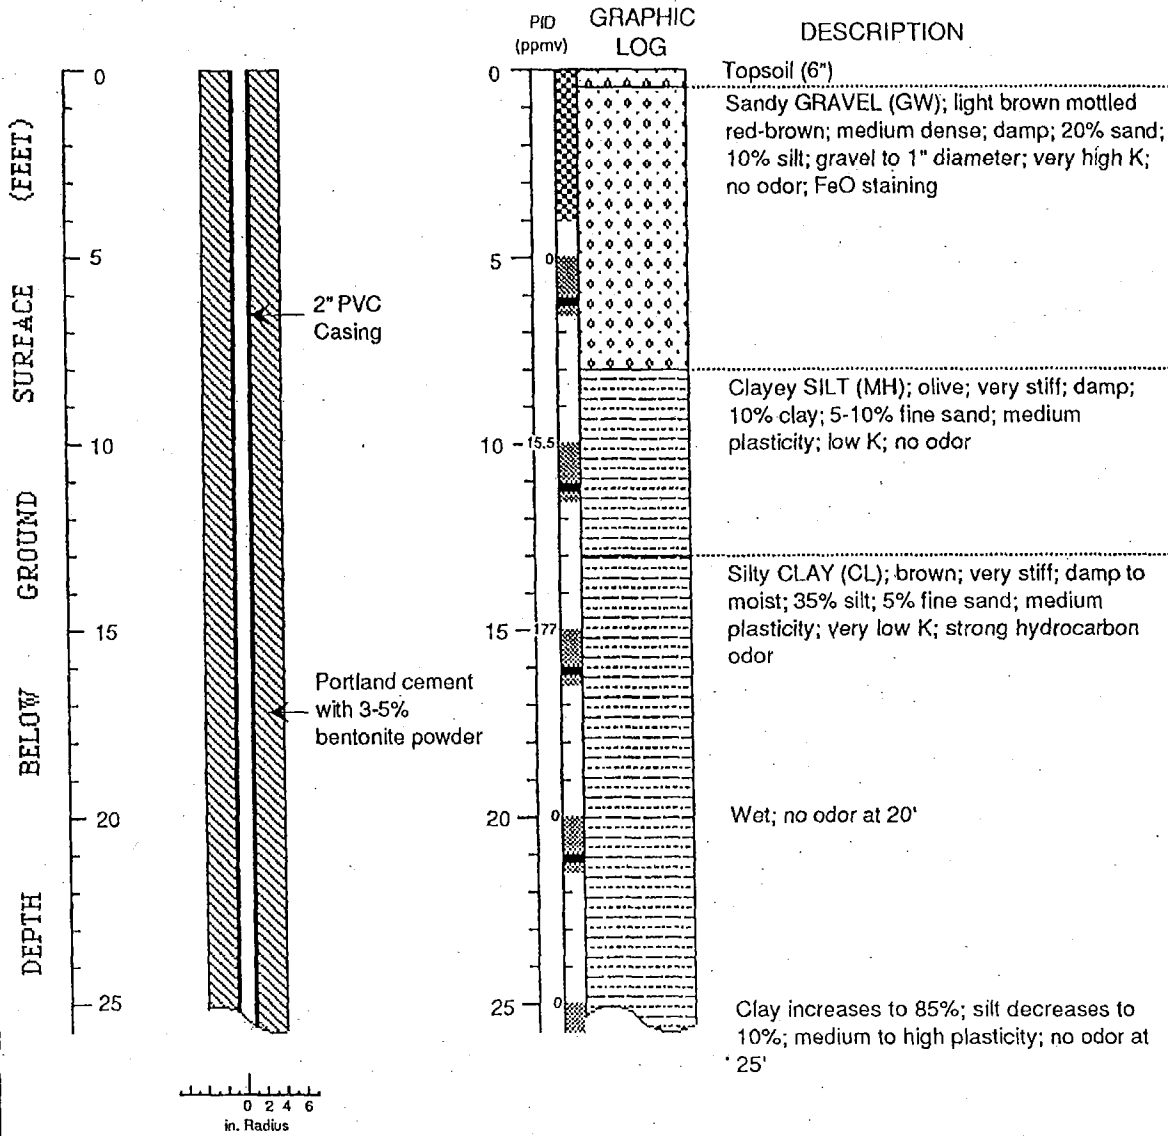 PID
(ppmv)
GRAPHIC
LOG
DESCRIPTION
DEPTH BELOW GROUND SURFACE (FEET)
0
5
10
15
20
25
2" PVC
Casing
Portland cement
with 3-5%
bentonite powder
0 2 4 6
in. Radius
0
5
10
15
20
25
0
15.5
177
0
0
Topsoil (6")
Sandy GRAVEL (GW); light brown mottled
red-brown; medium dense; damp; 20% sand;
10% silt; gravel to 1" diameter; very high K;
no odor; FeO staining
Clayey SILT (MH); olive; very stiff; damp;
10% clay; 5-10% fine sand; medium
plasticity; low K; no odor
Silty CLAY (CL); brown; very stiff; damp to
moist; 35% silt; 5% fine sand; medium
plasticity; very low K; strong hydrocarbon
odor
Wet; no odor at 20'
Clay increases to 85%; silt decreases to
10%; medium to high plasticity; no odor at
25'